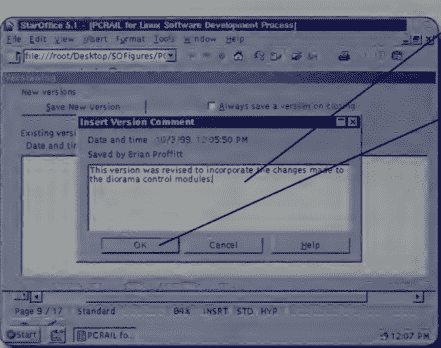 StarOffice 5.1 - [PCRAIL for Linux Software Development Process]
File Edit View Insert Format Tools Window Help
file:///root/Desktop/SOFigures/PC
New versions
Save New Version
Always save a version on closing
Insert Version Comment
Existing versi
Date and tim
Date and time 10/2/99, 12:05:50 PM
Saved by Brian Proffitt
This version was revised to incorporate the changes made to
the diorama control modules.
OK Cancel Help
Page 9 / 17 Standard 84% INSRT STD HYP
Start PCRAIL fo... 12:07 PM